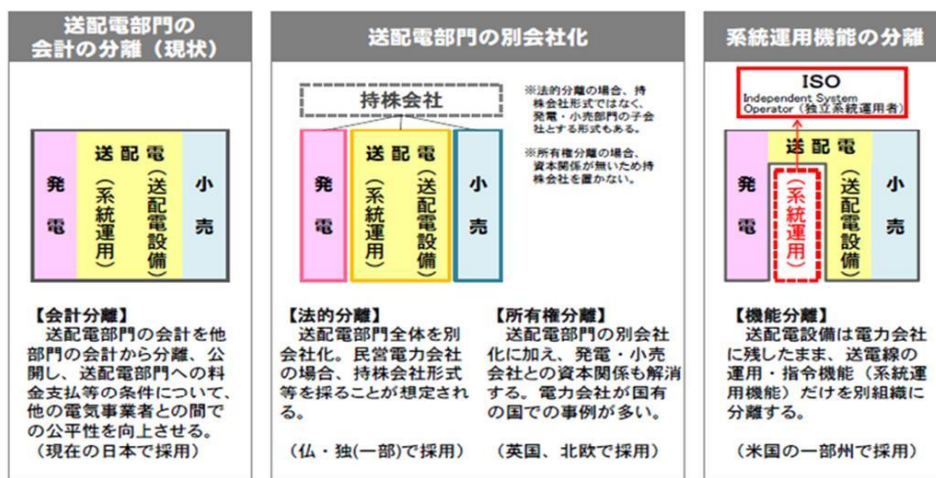 送配電部門の
会計の分離（現状）
発電
送配電
（系統運用）
（送配電設備）
小売
【会計分離】
送配電部門の会計を他
部門の会計から分離、公
開し、送配電部門への料
金支払等の条件について、
他の電気事業者との間で
の公平性を向上させる。
（現在の日本で採用）
送配電部門の別会社化
持株会社
※法的分離の場合、持
株会社形式ではなく、
発電・小売部門の子会
社とする形式もある。
※所有権分離の場合、
資本関係が無いため持
株会社を置かない。
発電
送配電
（系統運用）
（送配電設備）
小売
【法的分離】
送配電部門全体を別
会社化。民営電力会社
の場合、持株会社形式
等を採ることが想定され
る。
（仏・独(一部)で採用）
【所有権分離】
送配電部門の別会社
化に加え、発電・小売
会社との資本関係も解消
する。電力会社が国有
の国での事例が多い。
（英国、北欧で採用）
系統運用機能の分離
ISO
Independent System
Operator（独立系統運用者）
発電
送配電
（系統運用）
（送配電設備）
小売
【機能分離】
送配電設備は電力会社
に残したまま、送電線の
運用・指令機能（系統運
用機能）だけを別組織に
分離する。
（米国の一部州で採用）